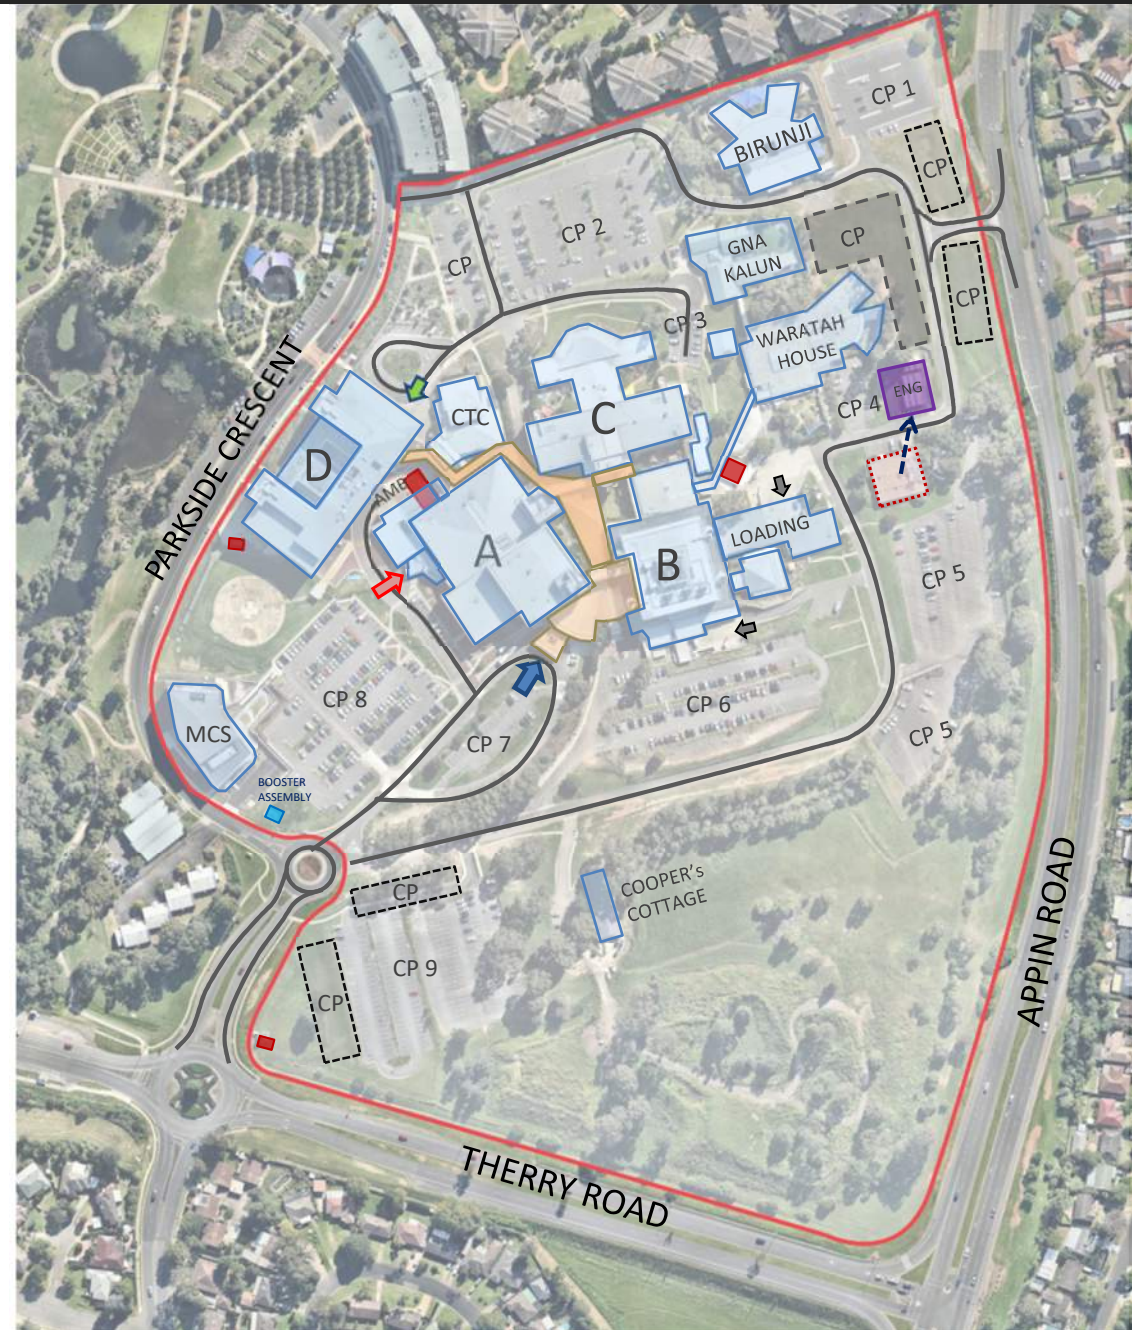 CP 1
BIRUNJI
CP
CP 2
GNA
KALUN
CP
CP
CP
CP 3
WARATAH
HOUSE
PARKSIDE CRESCENT
CTC
C
CP 4
ENG
D
AMB
A
B
LOADING
CP 5
CP 8
CP 6
MCS
CP 7
CP 5
BOOSTER
ASSEMBLY
CP
COOPER's
COTTAGE
CP 9
CP
APPIN ROAD
THERRY ROAD